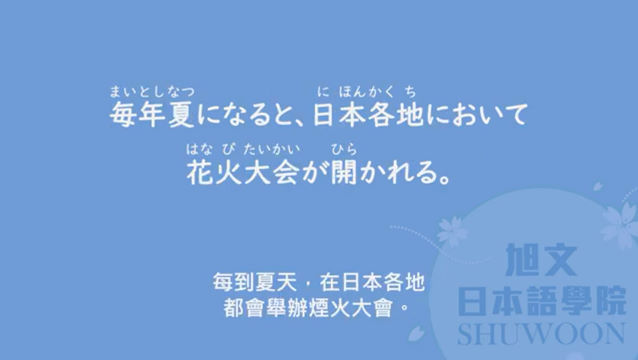 まいとしなつ　にほんかくち
毎年夏になると、日本各地において
はなびたいかい　ひら
花火大会が開かれる。
每到夏天，在日本各地
都會舉辦煙火大會。
旭文
日本語學院
SHUWOON